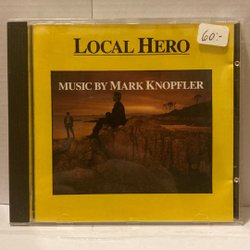 LOCAL HERO
60:-
MUSIC BY MARK KNOPFLER